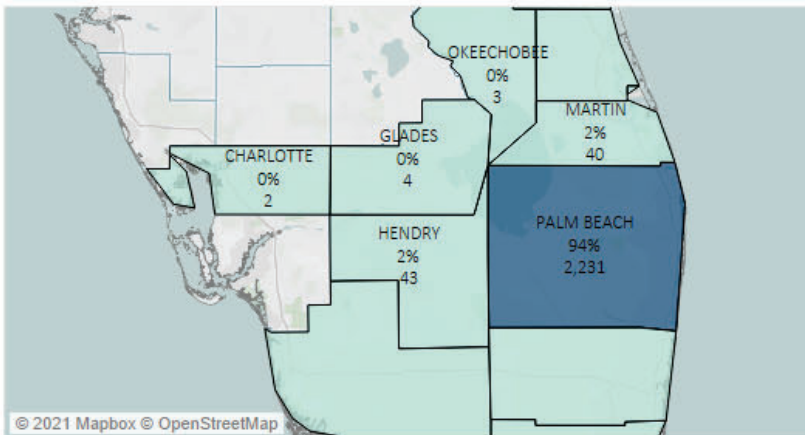 OKEECHOBEE
0%
3
MARTIN
2%
40
GLADES
0%
4
CHARLOTTE
0%
2
HENDRY
2%
43
PALM BEACH
94%
2,231
© 2021 Mapbox © OpenStreetMap